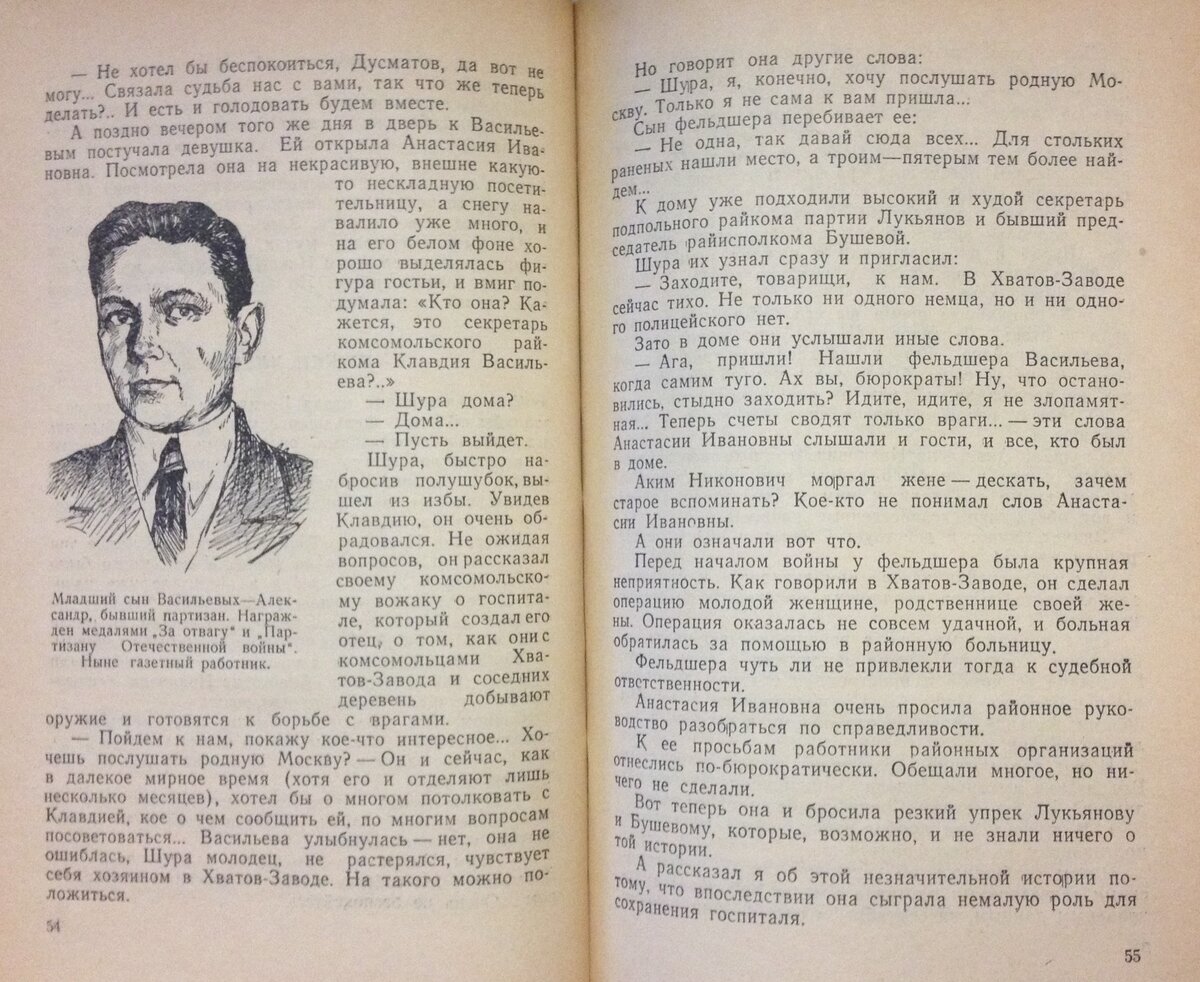 — Не хотел бы беспокоиться, Дусматов, да вот не
могу... Связала судьба нас с вами, так что же теперь
делать?.. И есть и голодовать будем вместе.
А поздно вечером того же дня в дверь к Василье-
вым постучала девушка. Ей открыла Анастасия Ива-
новна. Посмотрела она на некрасивую, внешне какую-
то нескладную посети-
тельницу, а снегу на-
валило уже много, и
на его белом фоне хо-
рошо выделялась фи-
гура гостьи, и вмиг по-
думала: «Кто она? Ка-
жется, это секретарь
комсомольского рай-
кома Клавдия Василь-
ева?..»
— Шура дома?
— Дома...
— Пусть выйдет.
Шура, быстро на-
бросив полушубок, вы-
шел из избы. Увидев
Клавдию, он очень об-
радовался. Не ожидая
вопросов, он рассказал
своему комсомольско-
му вожаку о госпита-
ле, который создал его
отец, о том, как они с
комсомольцами Хва-
тов-Завода и соседних
деревень добывают
оружие и готовятся к борьбе с врагами.
— Пойдем к нам, покажу кое-что интересное... Хо-
чешь послушать родную Москву? — Он и сейчас, как
в далекое мирное время (хотя его и отделяют лишь
несколько месяцев), хотел бы о многом потолковать с
Клавдией, кое о чем сообщить ей, по многим вопросам
посоветоваться... Васильева улыбнулась — нет, она не
ошиблась, Шура молодец, не растерялся, чувствует
себя хозяином в Хватов-Заводе. На такого можно по-
ложиться.
Младший сын Васильевых—Алек-
сандр, бывший партизан. Награж-
ден медалями „За отвагу" и „Пар-
тизану Отечественной войны".
Ныне газетный работник.
54
Но говорит она другие слова:
— Шура, я, конечно, хочу послушать родную Мо-
скву. Только я не сама к вам пришла...
Сын фельдшера перебивает ее:
— Не одна, так давай сюда всех... Для стольких
раненых нашли место, а троим—пятерым тем более най-
дем...
К дому уже подходили высокий и худой секретарь
подпольного райкома партии Лукьянов и бывший пред-
седатель райисполкома Бушевой.
Шура их узнал сразу и пригласил:
— Заходите, товарищи, к нам. В Хватов-Заводе
сейчас тихо. Не только ни одного немца, но и ни одно-
го полицейского нет.
Зато в доме они услышали иные слова.
— Ага, пришли! Нашли фельдшера Васильева,
когда самим туго. Ах вы, бюрократы! Ну, что остано-
вились, стыдно заходить? Идите, идите, я не злопамят-
ная... Теперь счеты сводят только враги... — эти слова
Анастасии Ивановны слышали и гости, и все, кто был
в доме.
Аким Никонович моргал жене — дескать, зачем
старое вспоминать? Кое-кто не понимал слов Анаста-
сии Ивановны.
А они означали вот что.
Перед началом войны у фельдшера была крупная
неприятность. Как говорили в Хватов-Заводе, он сделал
операцию молодой женщине, родственнице своей же-
ны. Операция оказалась не совсем удачной, и больная
обратилась за помощью в районную больницу.
Фельдшера чуть ли не привлекли тогда к судебной
ответственности.
Анастасия Ивановна очень просила районное руко-
водство разобраться по справедливости.
К ее просьбам работники районных организаций
отнеслись по-бюрократически. Обещали многое, но ни-
чего не сделали.
Вот теперь она и бросила резкий упрек Лукьянову
и Бушевому, которые, возможно, и не знали ничего о
той истории.
А рассказал я об этой незначительной истории по-
тому, что впоследствии она сыграла немалую роль для
сохранения госпиталя.
55